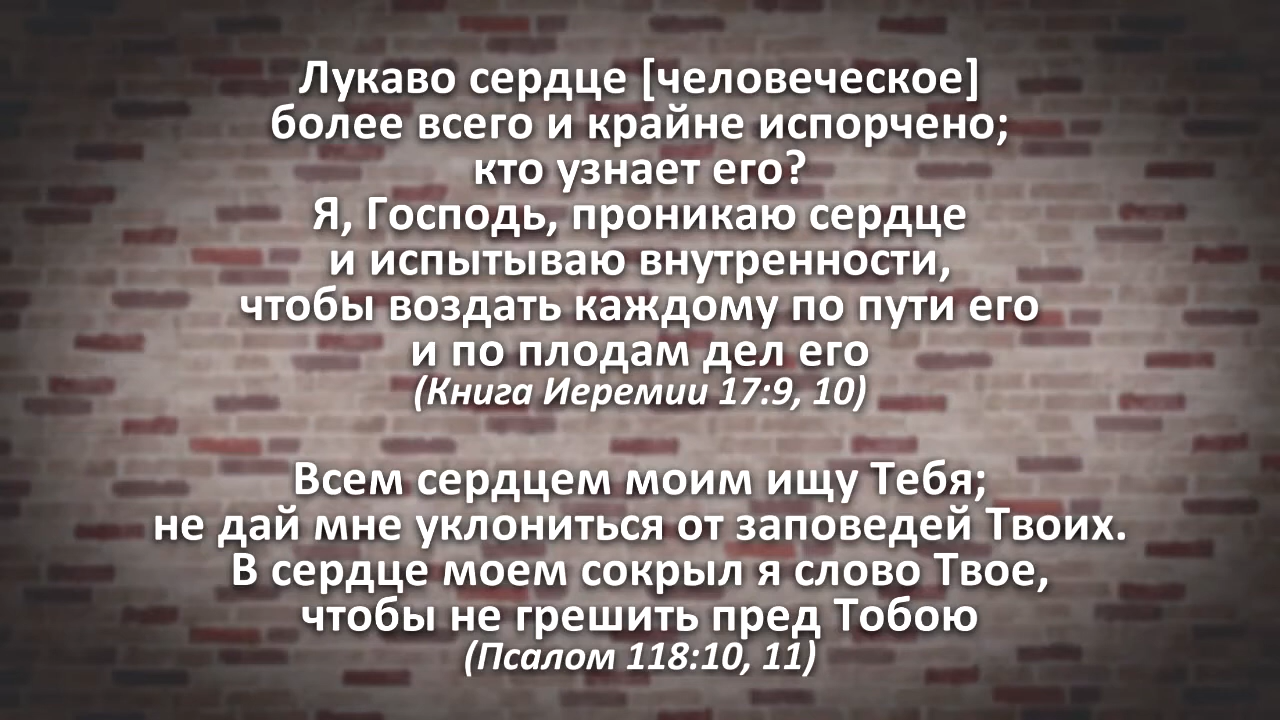 Лукаво сердце [человеческое]
более всего и крайне испорчено;
кто узнает его?
Я, Господь, проникаю сердце
и испытываю внутренности,
чтобы воздать каждому по пути его
и по плодам дел его
(Книга Иеремии 17:9, 10)
Всем сердцем моим ищу Тебя;
не дай мне уклониться от заповедей Твоих.
В сердце моем сокрыл я слово Твое,
чтобы не грешить пред Тобою
(Псалом 118:10, 11)